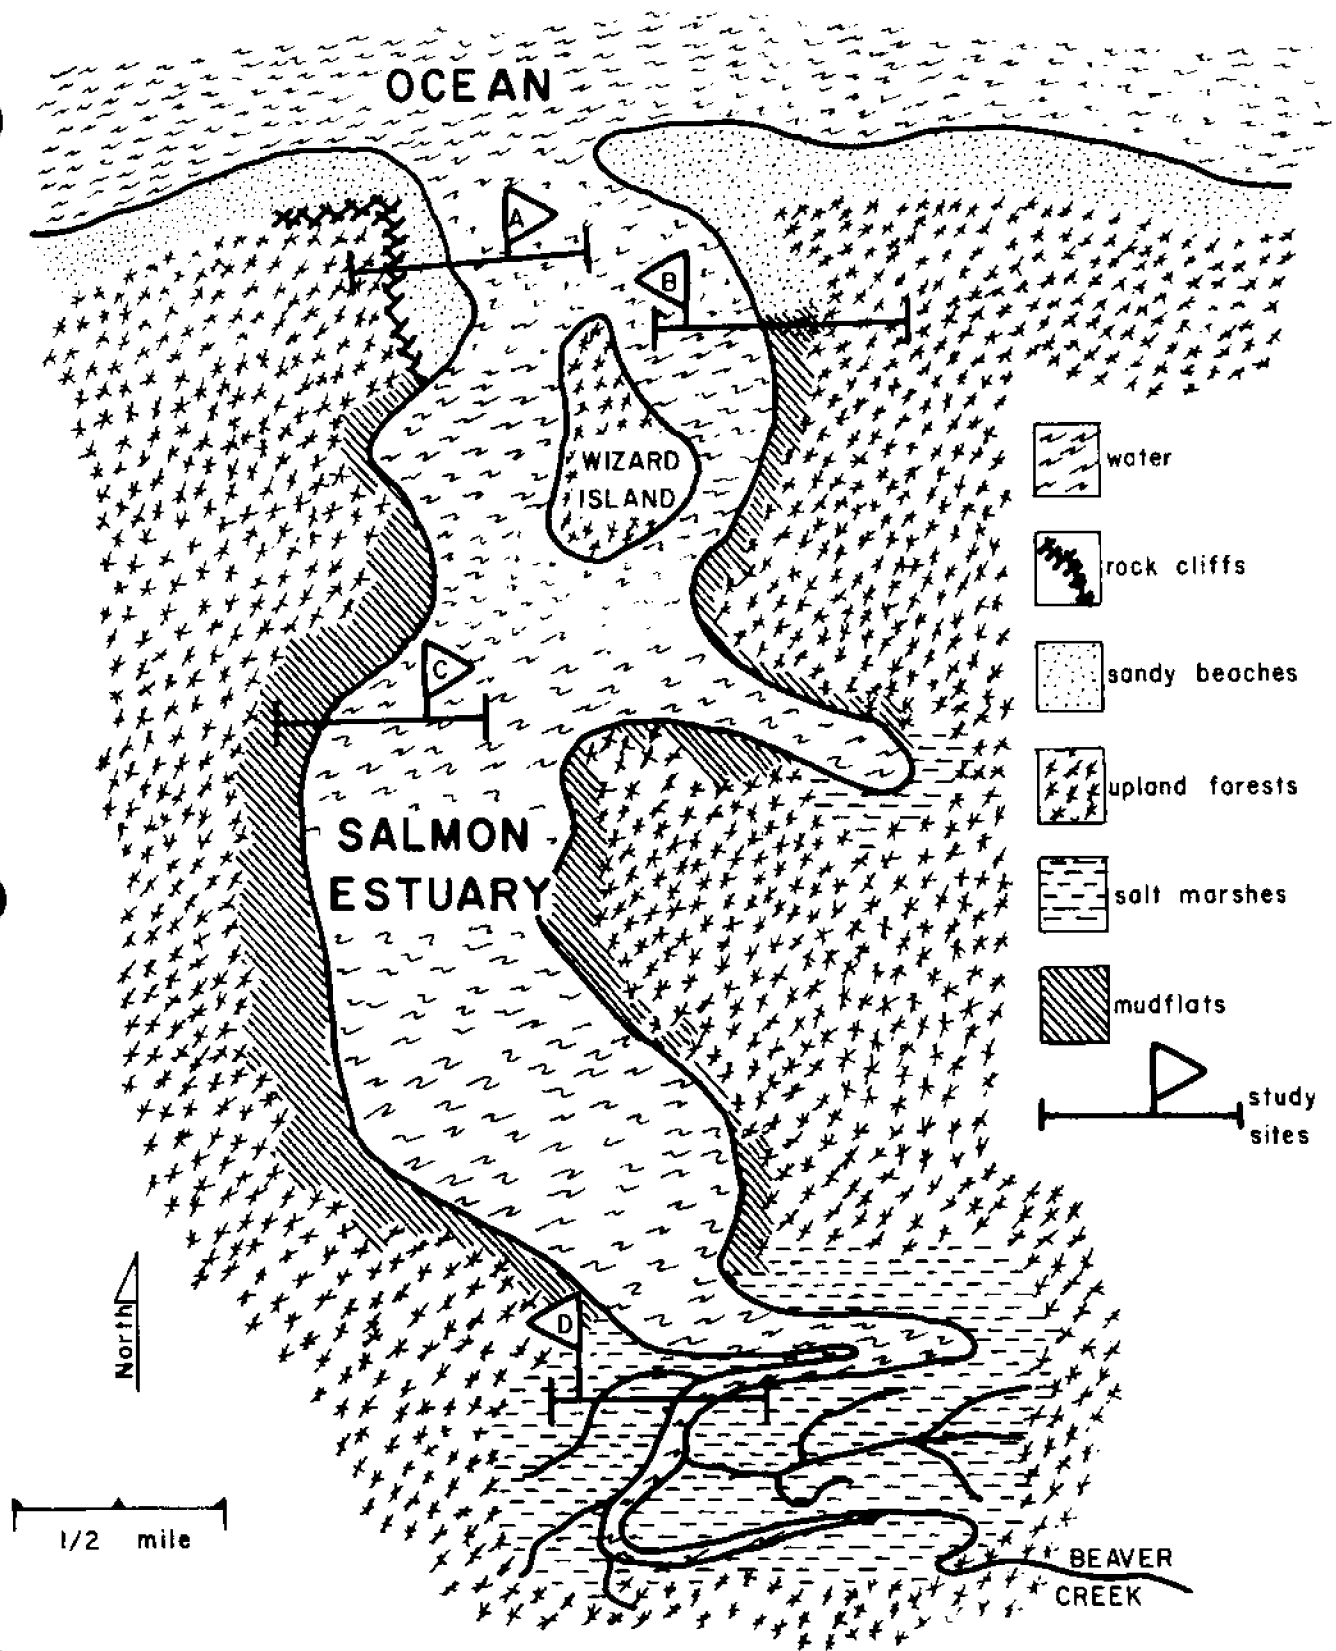 OCEAN
A
B
WIZARD
ISLAND
water
rock cliffs
sandy beaches
C
upland forests
SALMON
ESTUARY
salt marshes
mudflats
study
sites
North
D
1/2 mile
BEAVER
CREEK